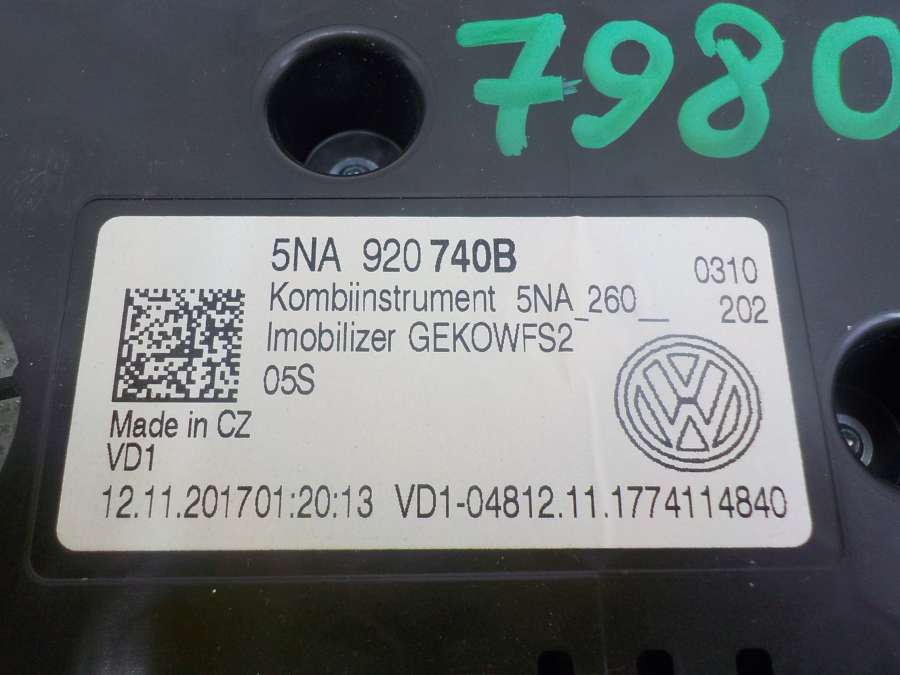 7980
5NA 920 740B
0310
Kombiinstrument 5NA_260__
202
Imobilizer GEKOWFS2
05S
Made in CZ
VD1
12.11.201701:20:13 VD1-04812.11.1774114840